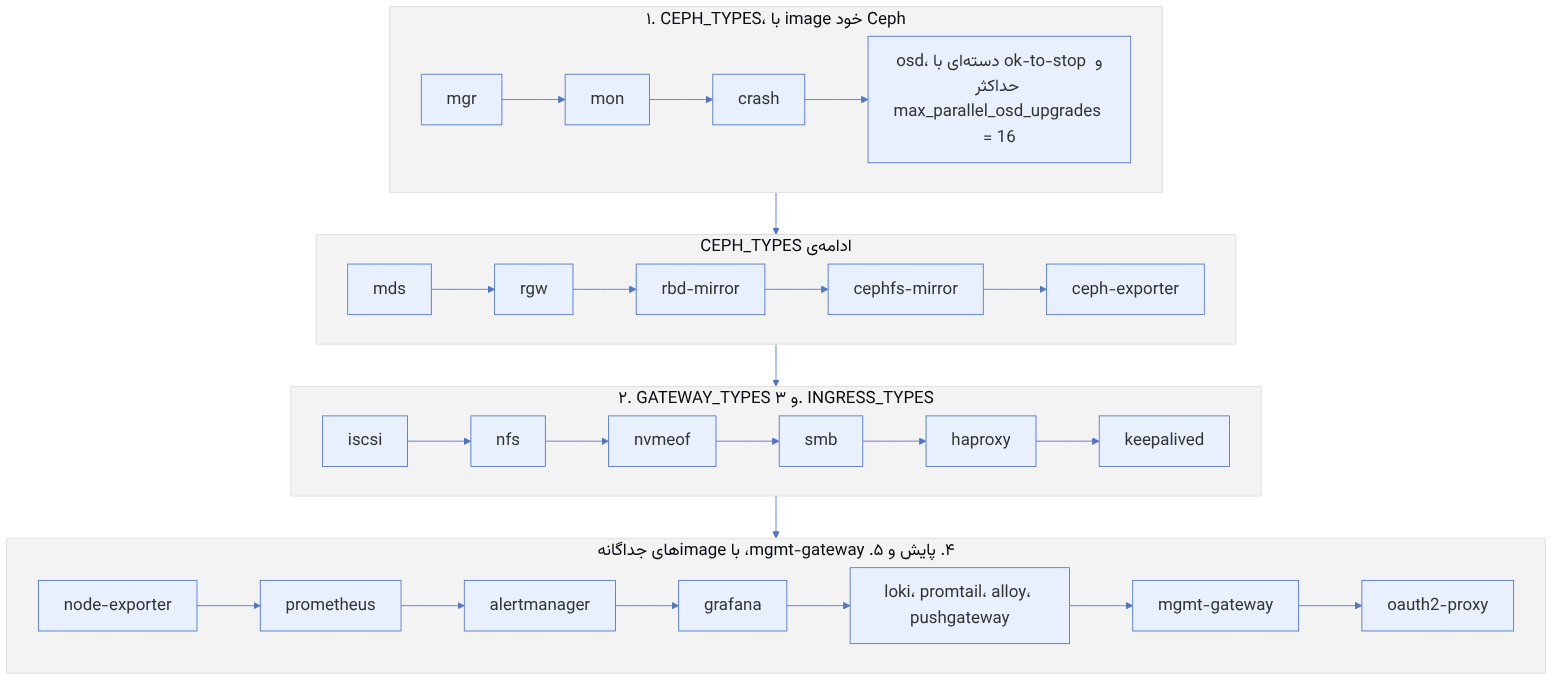 ۱. CEPH_TYPES، با image خود Ceph
mgr
mon
crash
osd، دسته‌ای با ok-to-stop و
حداکثر
max_parallel_osd_upgrades
= 16
ادامه‌ی CEPH_TYPES
mds
rgw
rbd-mirror
cephfs-mirror
ceph-exporter
۲. GATEWAY_TYPES و ۳. INGRESS_TYPES
iscsi
nfs
nvmeof
smb
haproxy
keepalived
۴. پایش و ۵. mgmt-gateway، با imageهای جداگانه
node-exporter
prometheus
alertmanager
grafana
loki، promtail، alloy،
pushgateway
mgmt-gateway
oauth2-proxy